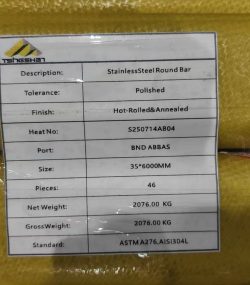 TSINGSHAN
Description: StainlessSteel Round Bar
Tolerance: Polished
Finish: Hot-Rolled&Annealed
Heat No: S250714AB04
Port: BND ABBAS
Size: 35*6000MM
Pieces: 46
Net Weight: 2076.00 KG
GrossWeight: 2076.00 KG
Standard: ASTM A276,AISI304L